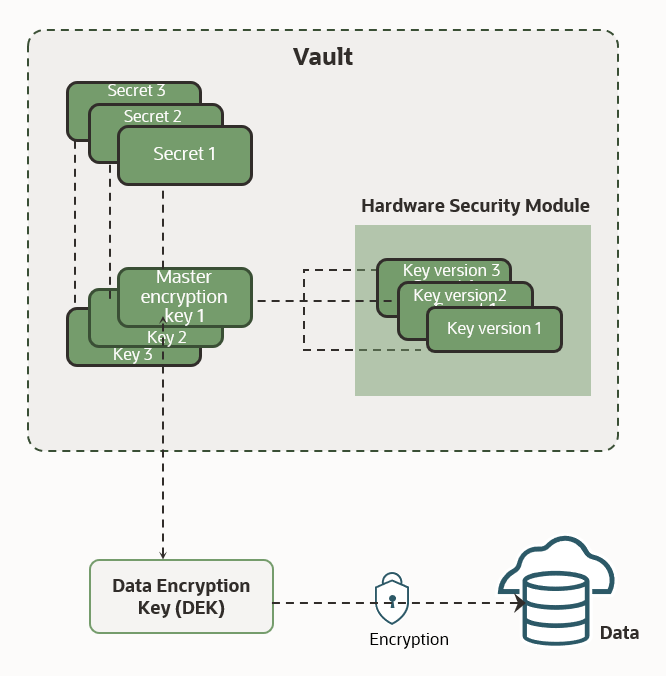 Vault
Secret 3
Secret 2
Secret 1
Hardware Security Module
Master
encryption
key 1
Key 2
Key 3
Key version 3
Key version2
Key version 1
Data Encryption
Key (DEK)
Encryption
Data